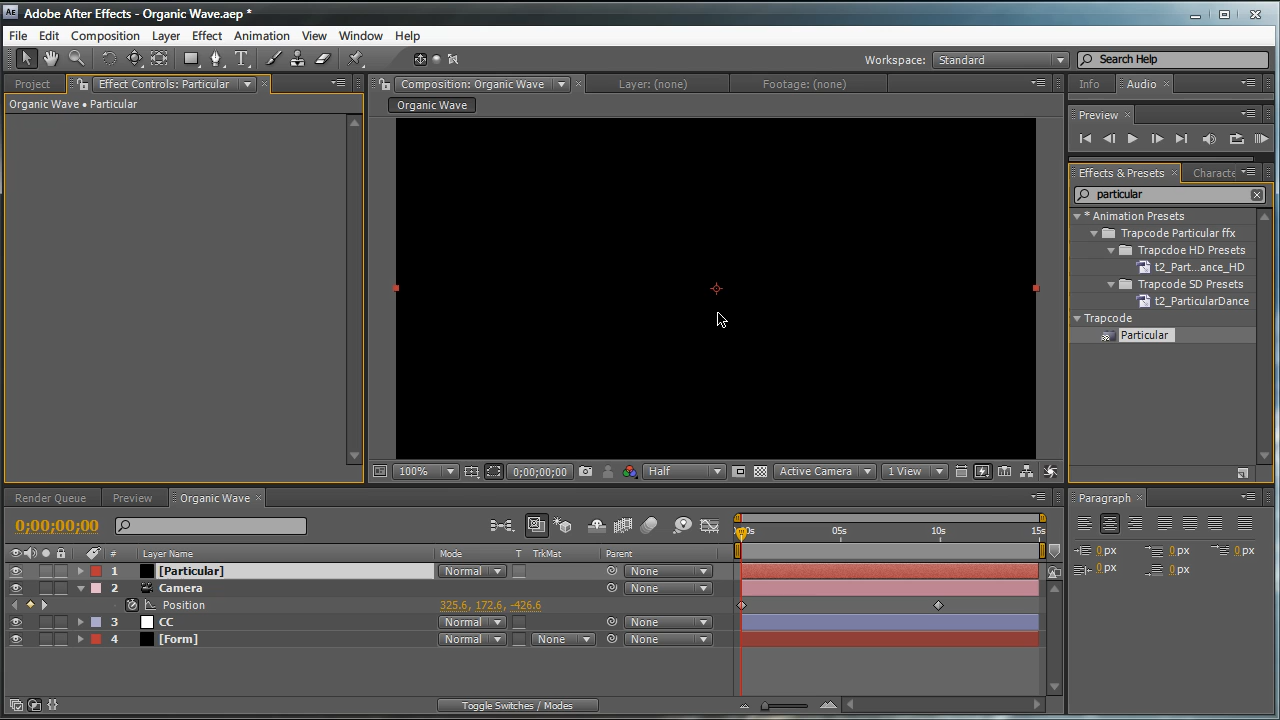 Adobe After Effects - Organic Wave.aep *
File Edit Composition Layer Effect Animation View Window Help
Workspace: Standard Search Help
Project Effect Controls: Particular
Organic Wave • Particular
Composition: Organic Wave Layer: (none) Footage: (none)
Organic Wave
100% 0;00;00;00 Half Active Camera 1 View
Info Audio
Preview
Effects & Presets Characte
particular
* Animation Presets
Trapcode Particular ffx
Trapcdoe HD Presets
t2_Part...ance_HD
Trapcode SD Presets
t2_ParticularDance
Trapcode
Particular
Render Queue Preview Organic Wave
0;00;00;00
05s 10s 15s
# Layer Name Mode T TrkMat Parent
1 [Particular] Normal None
2 Camera None
Position 325.6, 172.6, -426.6
3 CC Normal None
4 [Form] Normal None None
Toggle Switches / Modes
Paragraph
0 px 0 px 0 px
0 px 0 px